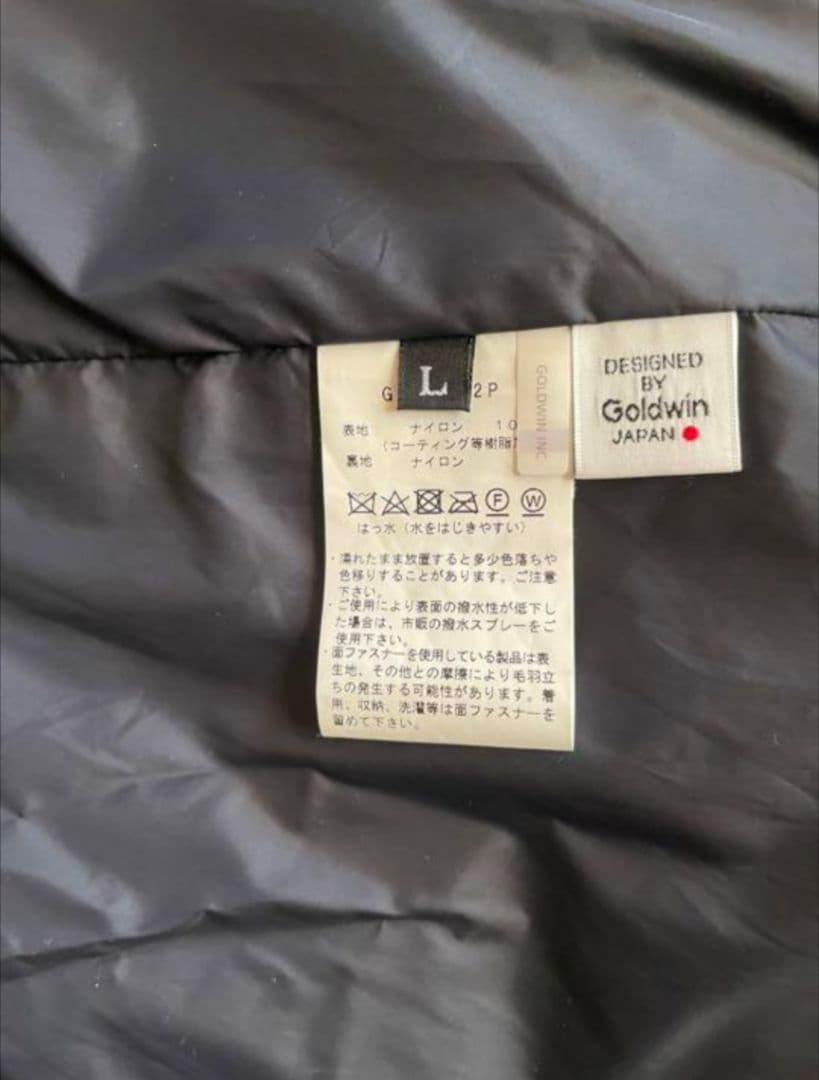 L
G 2P
表地 ナイロン 10
(コーティング等樹脂加
裏地 ナイロン
F W
はっ水(水をはじきやすい)
・濡れたまま放置すると多少色落ちや
色移りすることがあります。ご注意
下さい。
・ご使用により表面の撥水性が低下し
た場合は、市販の撥水スプレーをご
使用下さい。
・面ファスナーを使用している製品は表
生地、その他との摩擦により毛羽立
ちの発生する可能性があります。着
用、収納、洗濯等は面ファスナーを
留めて下さい。
GOLDWIN INC
DESIGNED
BY
Goldwin
JAPAN